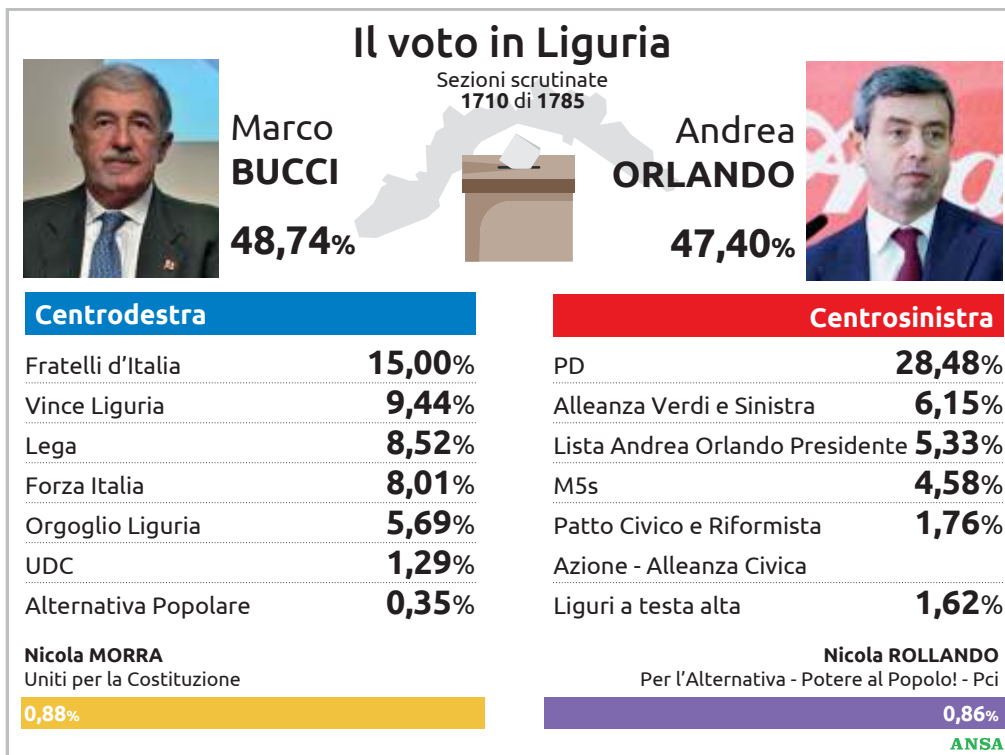 Il voto in Liguria
Sezioni scrutinate
1710 di 1785
Marco
BUCCI
48,74%
Andrea
ORLANDO
47,40%
Centrodestra
Fratelli d'Italia 15,00%
Vince Liguria 9,44%
Lega 8,52%
Forza Italia 8,01%
Orgoglio Liguria 5,69%
UDC 1,29%
Alternativa Popolare 0,35%
Centrosinistra
PD 28,48%
Alleanza Verdi e Sinistra 6,15%
Lista Andrea Orlando Presidente 5,33%
M5s 4,58%
Patto Civico e Riformista 1,76%
Azione - Alleanza Civica
Liguri a testa alta 1,62%
Nicola MORRA
Uniti per la Costituzione
0,88%
Nicola ROLLANDO
Per l'Alternativa - Potere al Popolo! - Pci
0,86%
ANSA